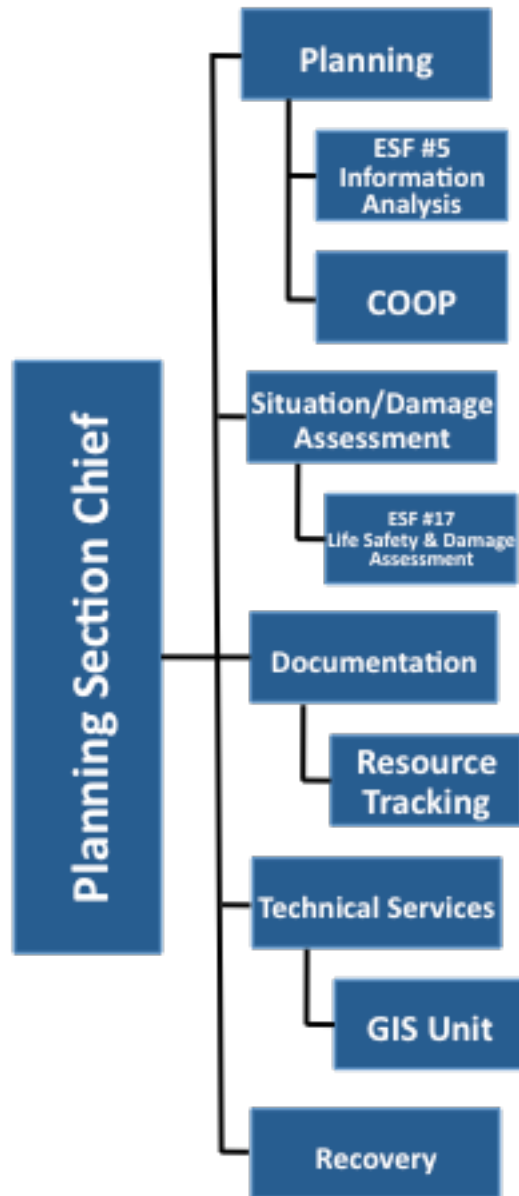 Planning
ESF #5
Information
Analysis
COOP
Planning Section Chief
Situation/Damage
Assessment
ESF #17
Life Safety & Damage
Assessment
Documentation
Resource
Tracking
Technical Services
GIS Unit
Recovery